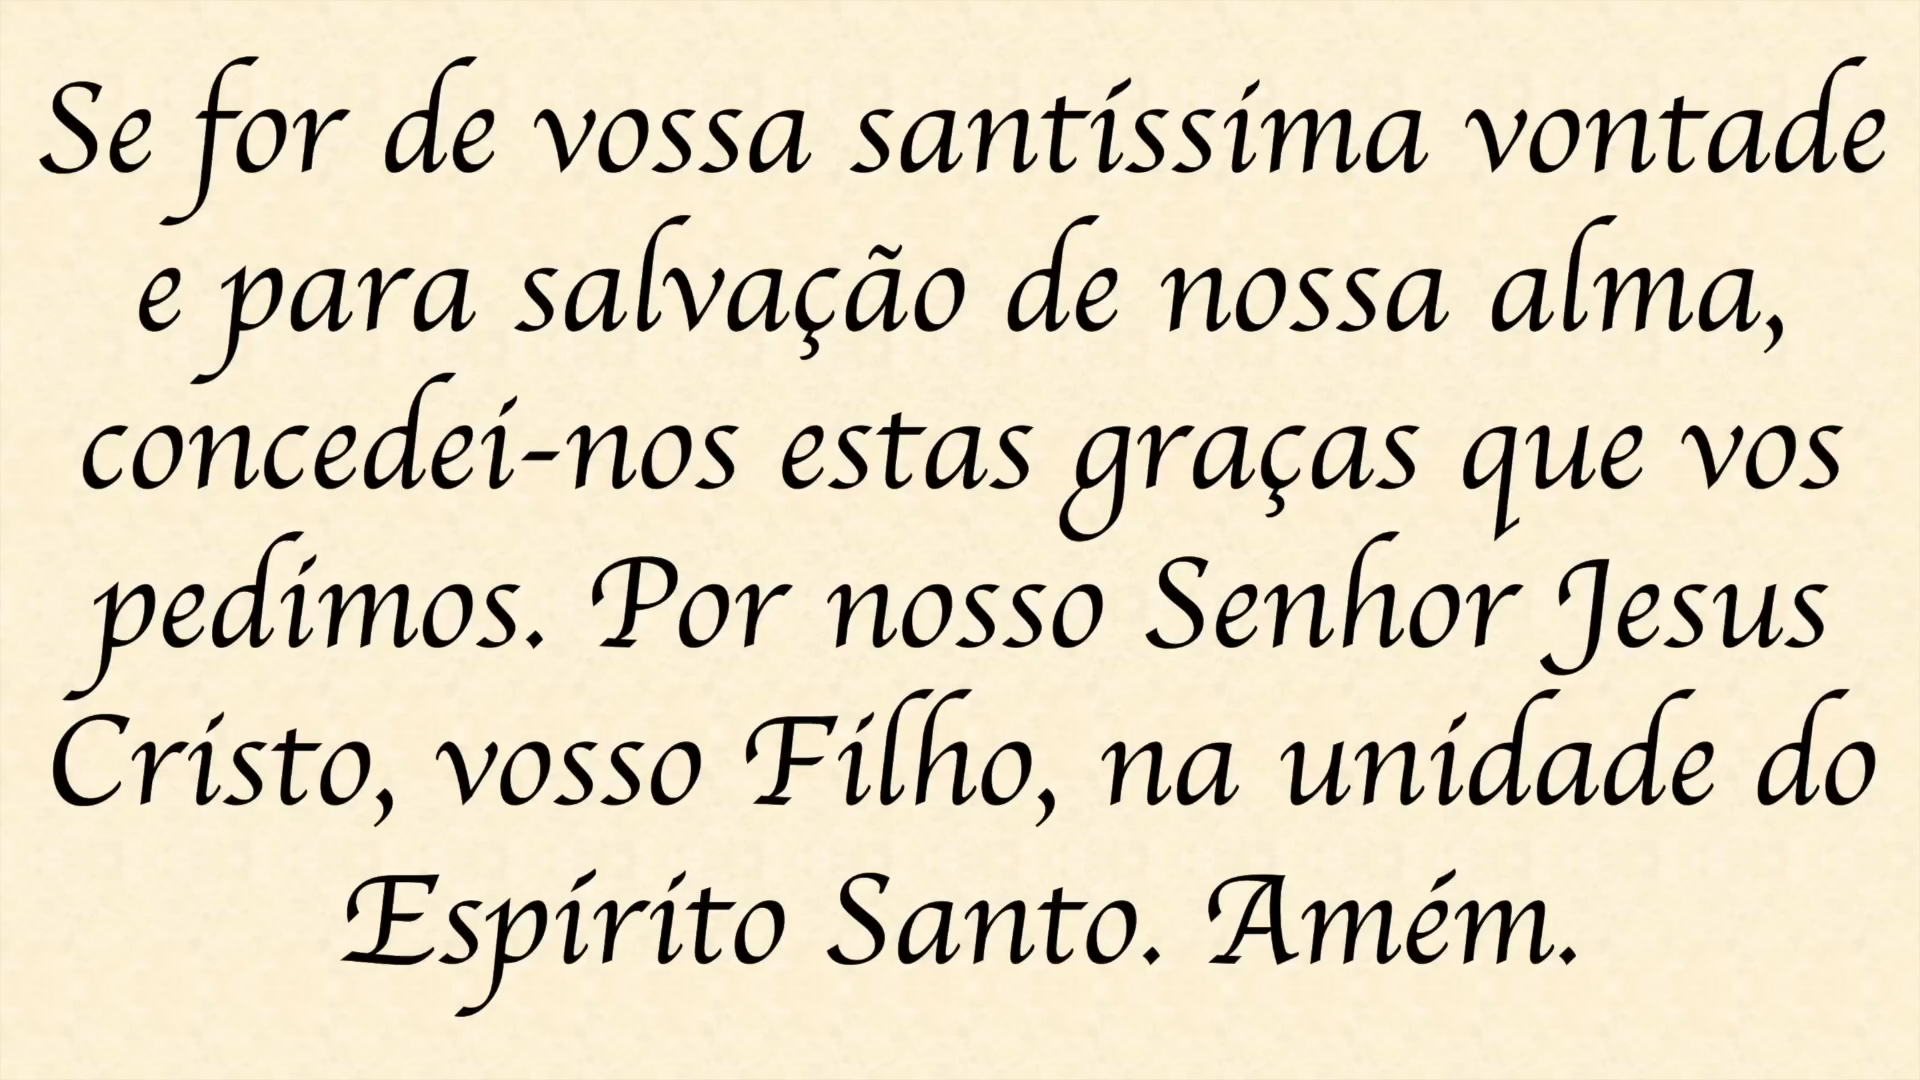 Se for de vossa santíssima vontade
e para salvação de nossa alma,
concedei-nos estas graças que vos
pedimos. Por nosso Senhor Jesus
Cristo, vosso Filho, na unidade do
Espírito Santo. Amém.